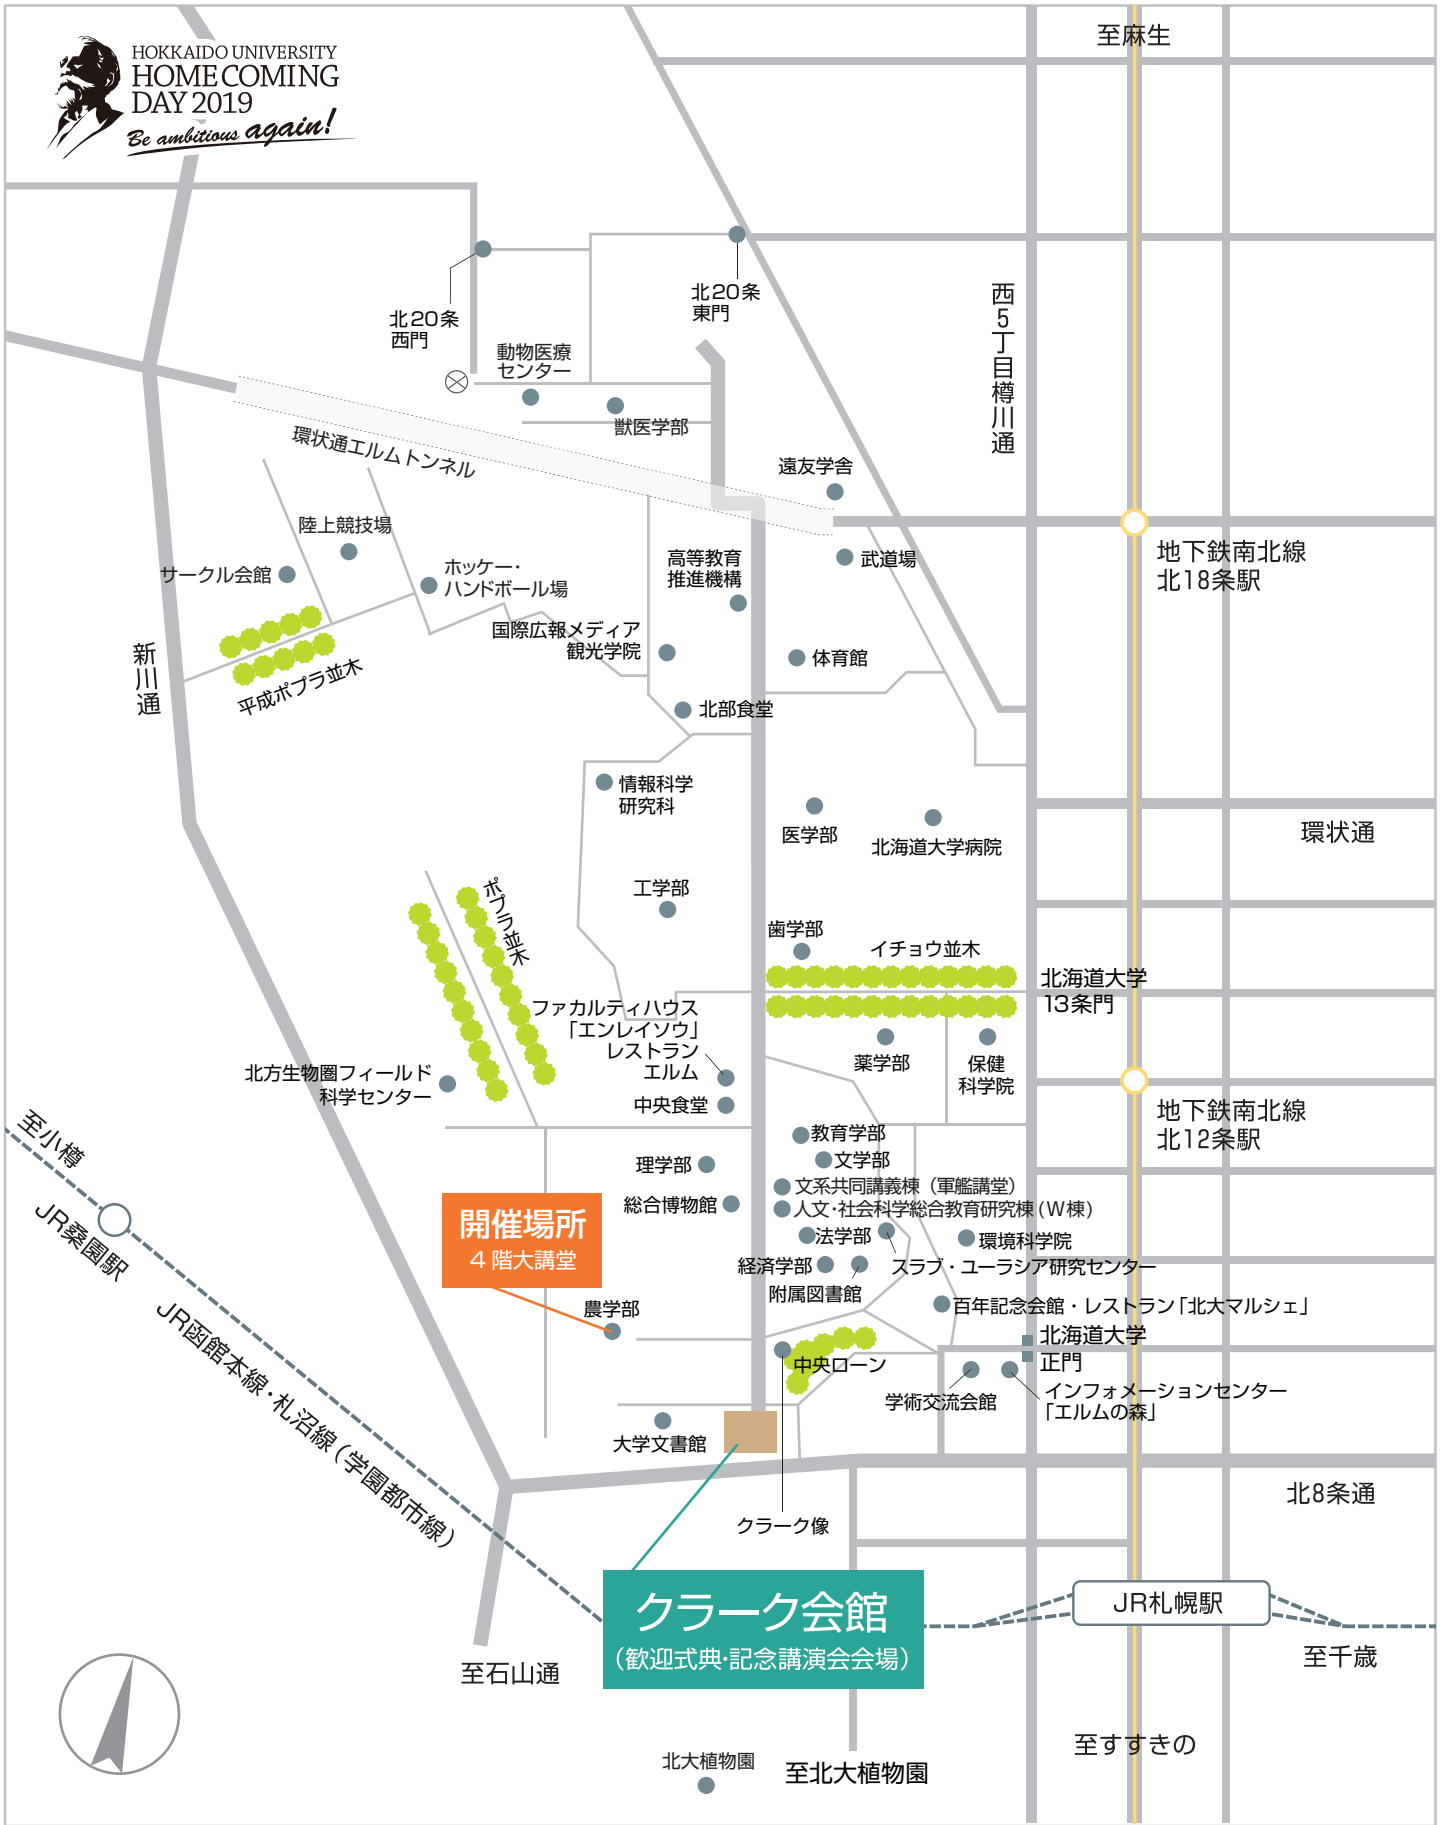 HOKKAIDO UNIVERSITY
HOME COMING
DAY 2019
Be ambitious again!
至麻生
北20条
西門
北20条
東門
西5丁目樽川通
動物医療
センター
獣医学部
環状通エルムトンネル
遠友学舎
陸上競技場
サークル会館
ホッケー・
ハンドボール場
高等教育
推進機構
武道場
地下鉄南北線
北18条駅
国際広報メディア
観光学院
体育館
新川通
平成ポプラ並木
北部食堂
情報科学
研究科
医学部
北海道大学病院
環状通
工学部
ポプラ並木
歯学部
イチョウ並木
北海道大学
13条門
ファカルティハウス
「エンレイソウ」
レストラン
エルム
薬学部
保健
科学院
北方生物圏フィールド
科学センター
中央食堂
地下鉄南北線
北12条駅
至小樽
教育学部
文学部
理学部
文系共同講義棟（軍艦講堂）
総合博物館
人文・社会科学総合教育研究棟(W棟)
JR桑園駅
開催場所
4階大講堂
法学部
環境科学院
経済学部
スラブ・ユーラシア研究センター
附属図書館
農学部
百年記念会館・レストラン「北大マルシェ」
北海道大学
正門
中央ローン
学術交流会館
インフォメーションセンター
「エルムの森」
JR函館本線・札沼線（学園都市線）
大学文書館
北8条通
クラーク像
クラーク会館
（歓迎式典・記念講演会会場）
JR札幌駅
至石山通
至千歳
至すすきの
北大植物園
至北大植物園